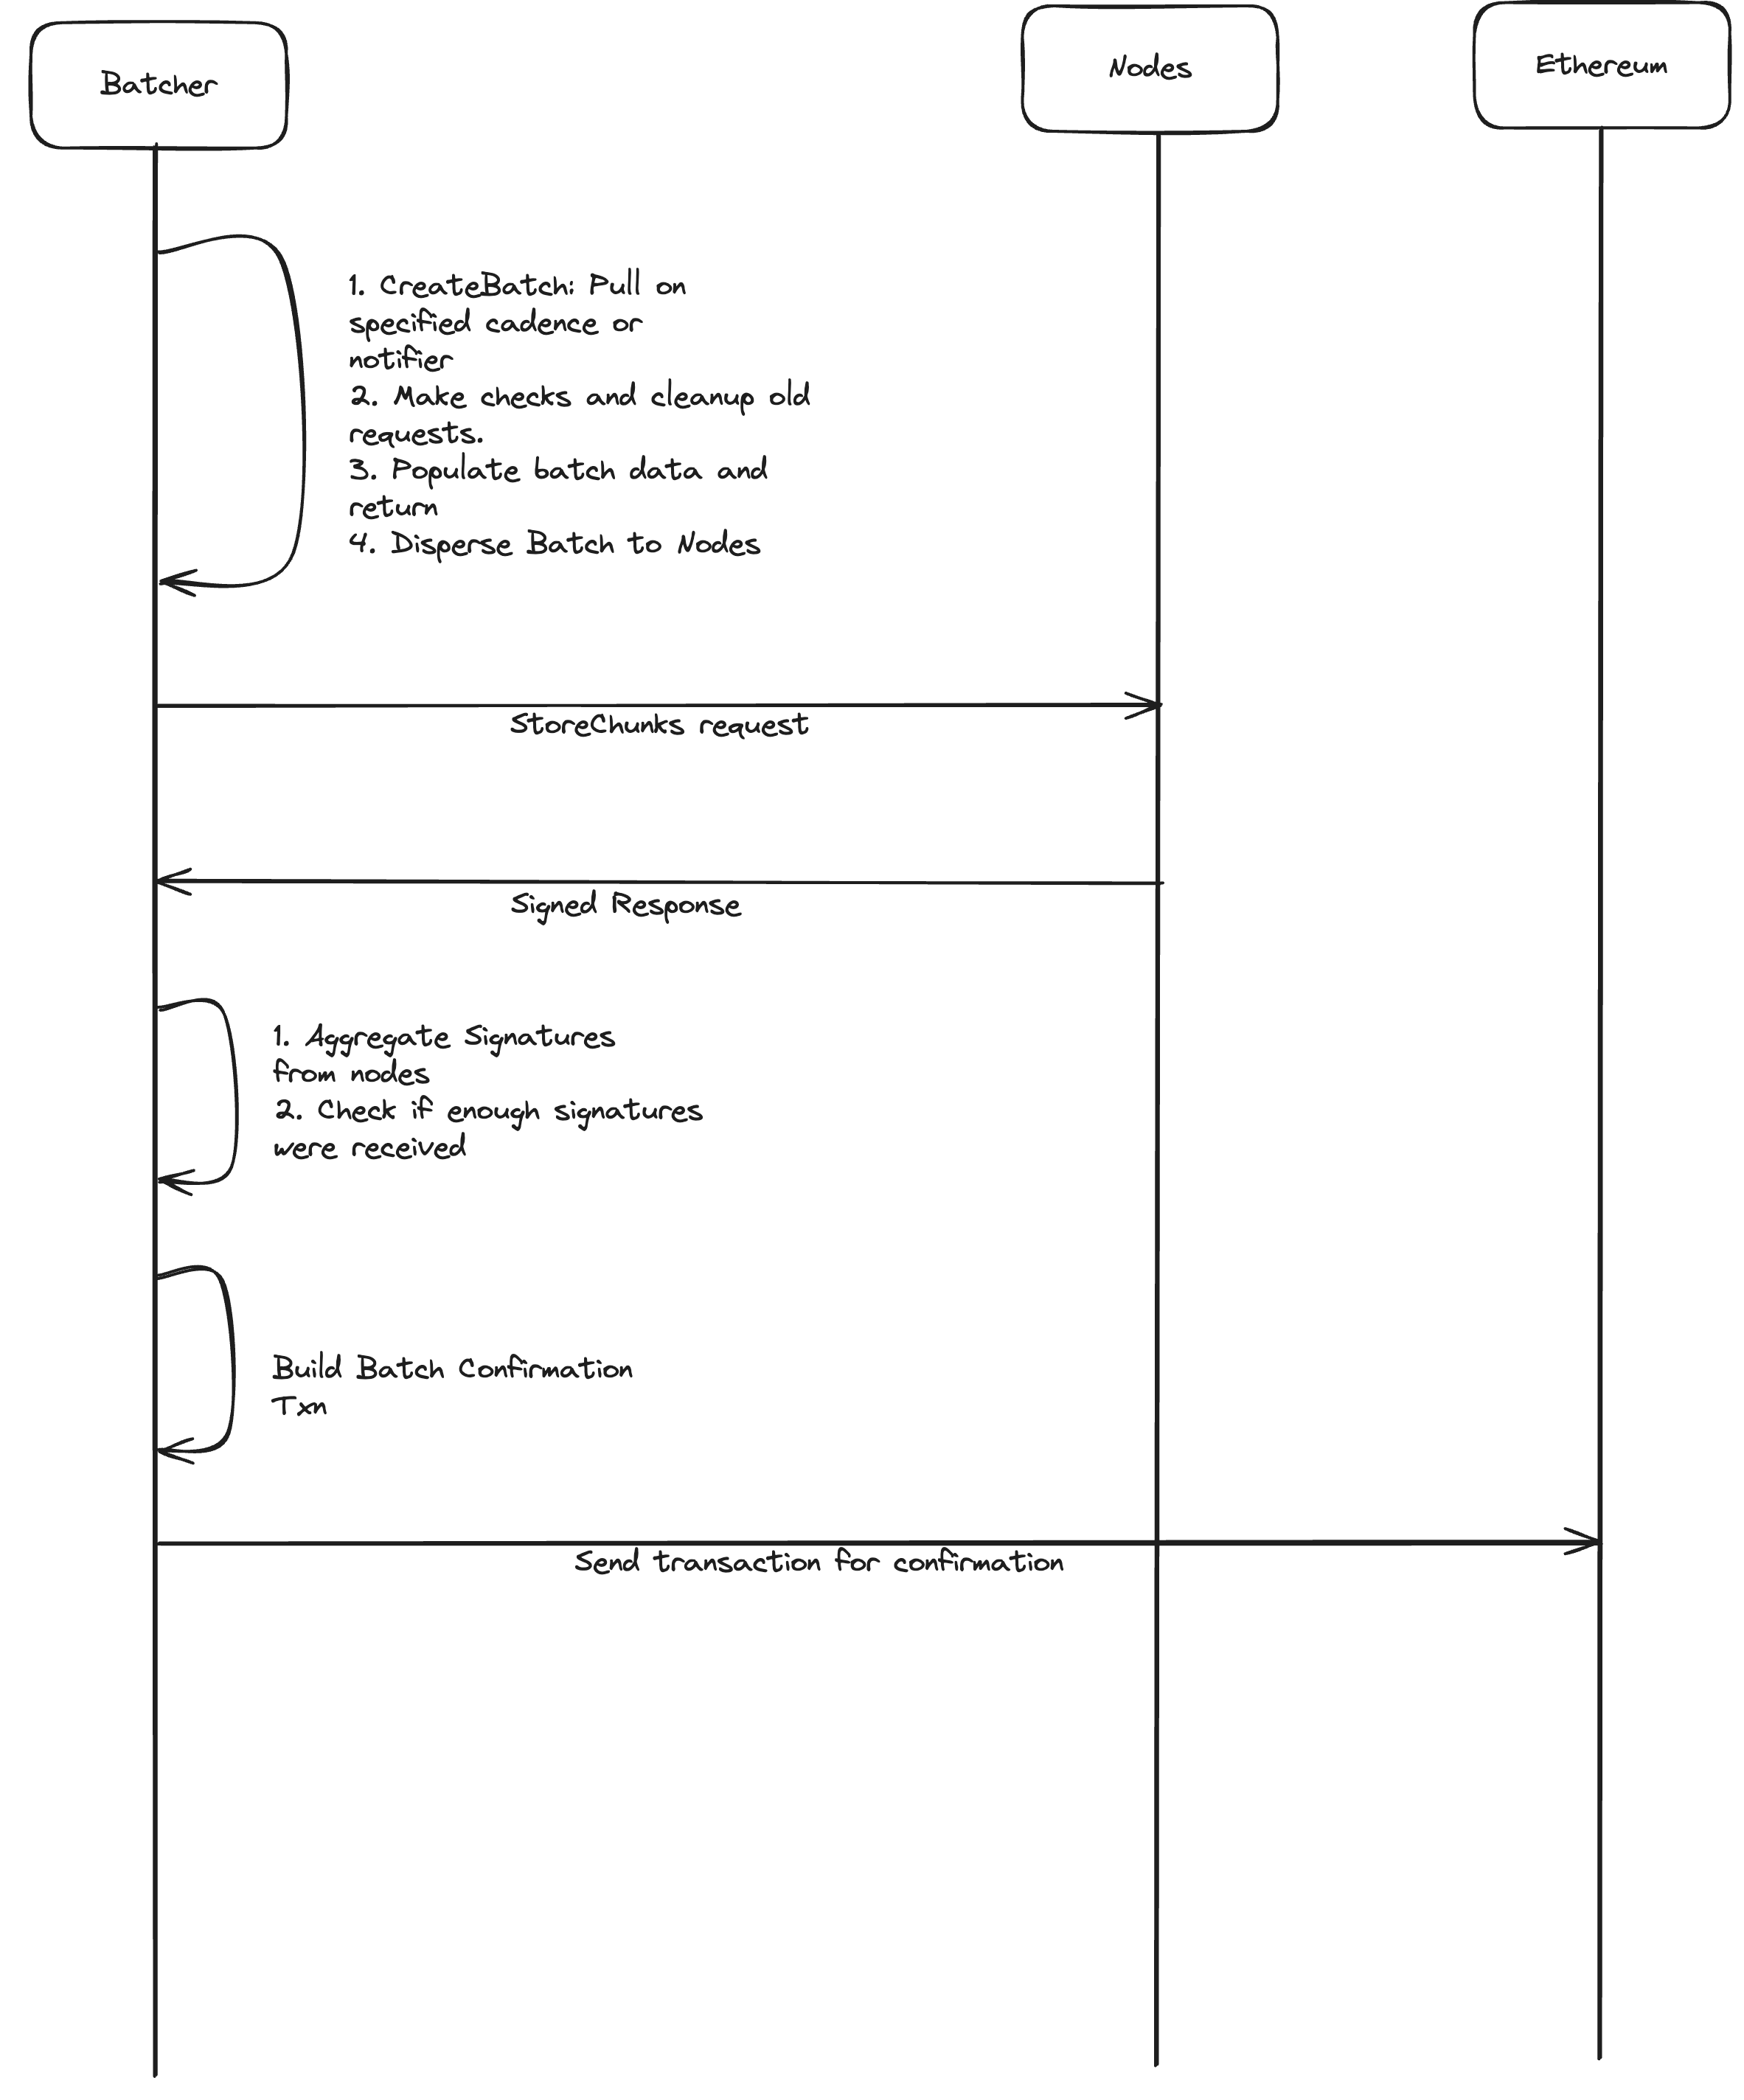 Batcher
Nodes
Ethereum
1. CreateBatch: Pull on
specified cadence or
notifier
2. Make checks and cleanup old
requests.
3. Populate batch data and
return
4. Disperse Batch to Nodes
StoreChunks request
Signed Response
1. Aggregate Signatures
from nodes
2. Check if enough signatures
were received
Build Batch Confirmation
Txn
Send transaction for confirmation